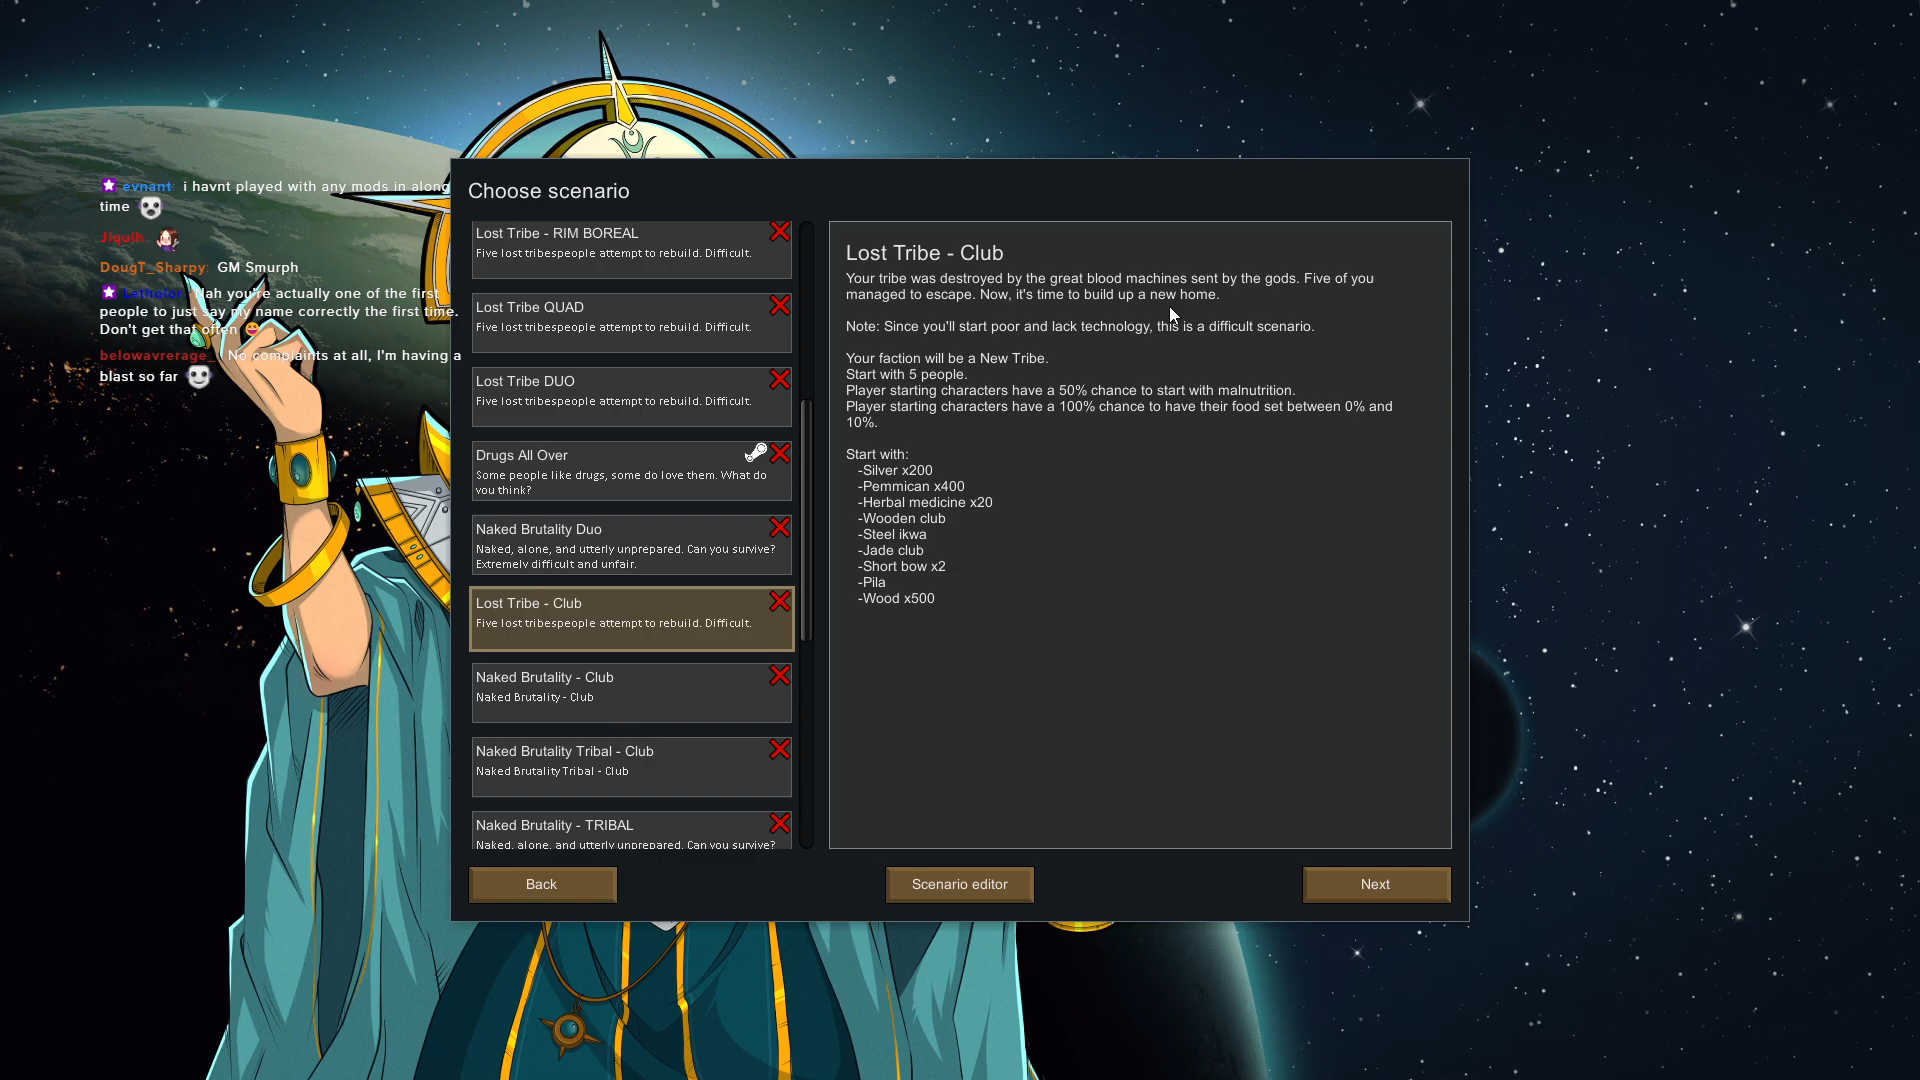 evnant: i havnt played with any mods in along
time
Jiquih:
DougT_Sharpy: GM Smurph
Letholor: Nah you're actually one of the first
people to just say my name correctly the first time.
Don't get that often
belowavrerage_: No complaints at all, I'm having a
blast so far
Choose scenario
Lost Tribe - RIM BOREAL
Five lost tribespeople attempt to rebuild. Difficult.
Lost Tribe QUAD
Five lost tribespeople attempt to rebuild. Difficult.
Lost Tribe DUO
Five lost tribespeople attempt to rebuild. Difficult.
Drugs All Over
Some people like drugs, some do love them. What do
you think?
Naked Brutality Duo
Naked, alone, and utterly unprepared. Can you survive?
Extremely difficult and unfair.
Lost Tribe - Club
Five lost tribespeople attempt to rebuild. Difficult.
Naked Brutality - Club
Naked Brutality - Club
Naked Brutality Tribal - Club
Naked Brutality Tribal - Club
Naked Brutality - TRIBAL
Naked, alone, and utterly unprepared. Can you survive?
Lost Tribe - Club
Your tribe was destroyed by the great blood machines sent by the gods. Five of you
managed to escape. Now, it's time to build up a new home.
Note: Since you'll start poor and lack technology, this is a difficult scenario.
Your faction will be a New Tribe.
Start with 5 people.
Player starting characters have a 50% chance to start with malnutrition.
Player starting characters have a 100% chance to have their food set between 0% and
10%.
Start with:
-Silver x200
-Pemmican x400
-Herbal medicine x20
-Wooden club
-Steel ikwa
-Jade club
-Short bow x2
-Pila
-Wood x500
Back
Scenario editor
Next